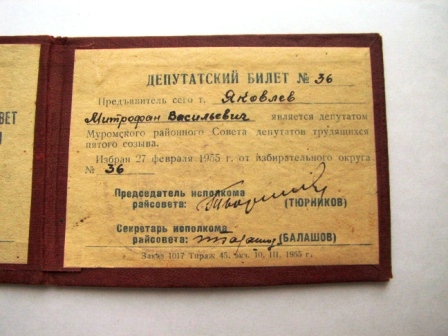 ВЕТ
Я
И
ДЕПУТАТСКИЙ БИЛЕТ № 36
Предъявитель сего т. Яковлев
Митрофан Васильевич является депутатом
Муромского районного Совета депутатов трудящихся
пятого созыва.
Избран 27 февраля 1955 г. от избирательного округа
№ 36
Председатель исполкома
райсовета: (ТЮРНИКОВ)
Секретарь исполкома
райсовета: (БАЛАШОВ)
Заказ 1017 Тираж 45, 10, III, 1955 г.